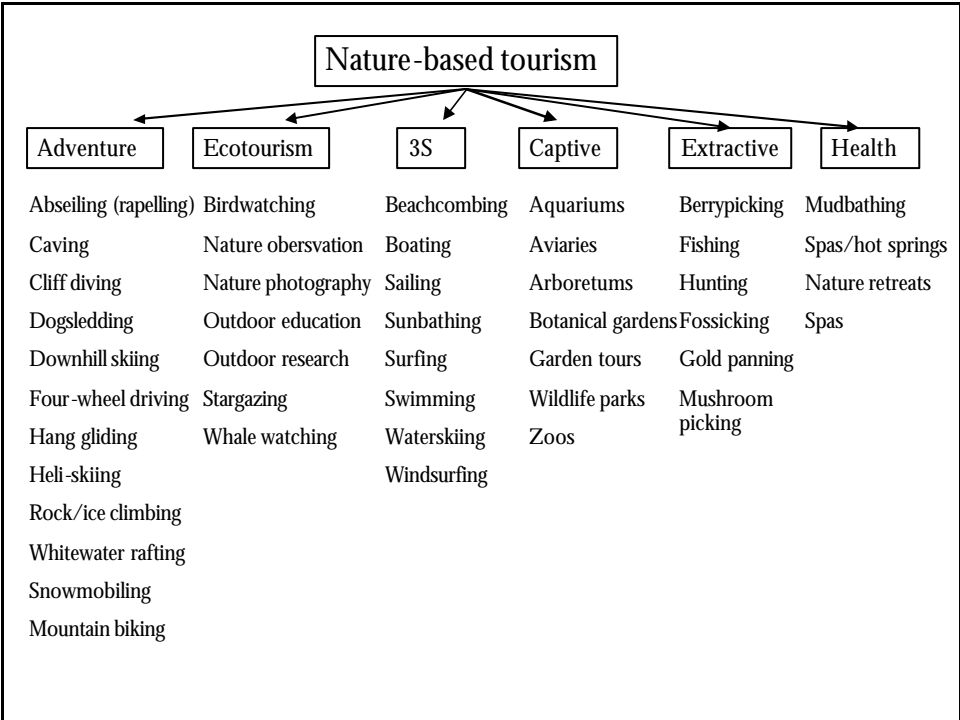 Nature-based tourism
Adventure
Ecotourism
3S
Captive
Extractive
Health
Abseiling (rapelling)
Caving
Cliff diving
Dogsledding
Downhill skiing
Four-wheel driving
Hang gliding
Heli-skiing
Rock/ice climbing
Whitewater rafting
Snowmobiling
Mountain biking
Birdwatching
Nature obersvation
Nature photography
Outdoor education
Outdoor research
Stargazing
Whale watching
Beachcombing
Boating
Sailing
Sunbathing
Surfing
Swimming
Waterskiing
Windsurfing
Aquariums
Aviaries
Arboretums
Botanical gardens
Garden tours
Wildlife parks
Zoos
Berrypicking
Fishing
Hunting
Fossicking
Gold panning
Mushroom
picking
Mudbathing
Spas/hot springs
Nature retreats
Spas